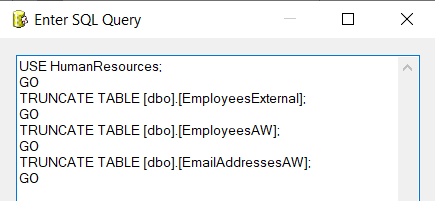 Enter SQL Query
USE HumanResources;
GO
TRUNCATE TABLE [dbo].[EmployeesExternal];
GO
TRUNCATE TABLE [dbo].[EmployeesAW];
GO
TRUNCATE TABLE [dbo].[EmailAddressesAW];
GO